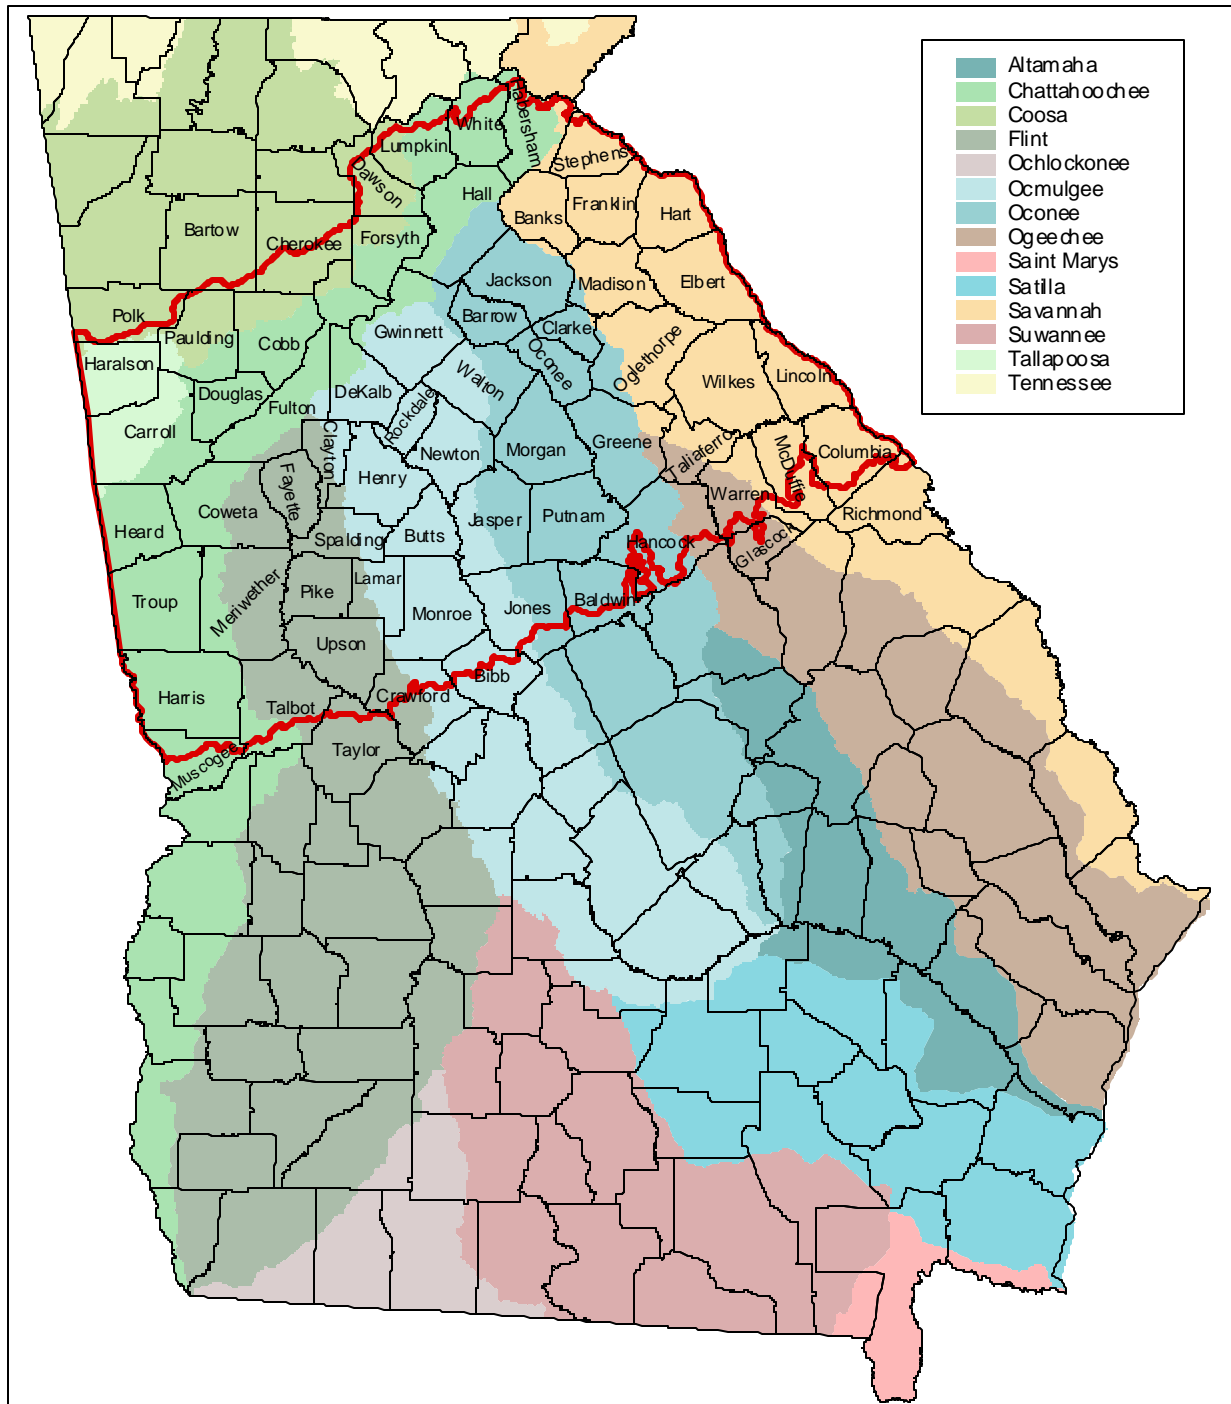 Altamaha
Chattahoochee
Coosa
Flint
Ochlockonee
Ocmulgee
Oconee
Ogeechee
Saint Marys
Satilla
Savannah
Suwannee
Tallapoosa
Tennessee
Habersham
White
Lumpkin
Stephens
Dawson
Hall
Franklin
Hart
Banks
Bartow
Cherokee
Forsyth
Jackson
Madison
Elbert
Polk
Paulding
Cobb
Gwinnett
Barrow
Clarke
Oconee
Oglethorpe
Haralson
Douglas
Fulton
DeKalb
Rockdale
Walton
Wilkes
Lincoln
Carroll
Clayton
Newton
Morgan
Greene
Taliaferro
McDuffie
Columbia
Fayette
Henry
Warren
Richmond
Coweta
Heard
Spalding
Butts
Jasper
Putnam
Hancock
Glascock
Troup
Meriwether
Pike
Lamar
Monroe
Jones
Baldwin
Upson
Harris
Talbot
Crawford
Bibb
Muscogee
Taylor